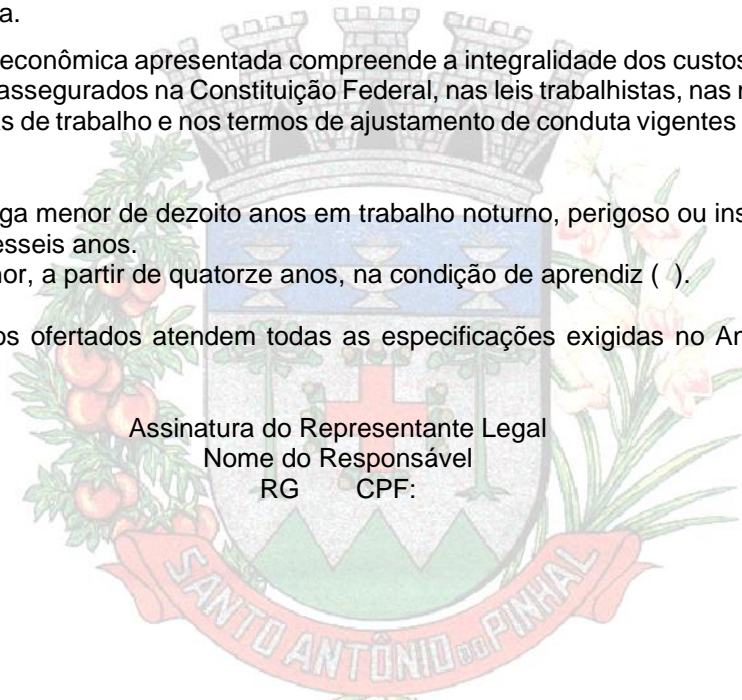 a.
econômica apresentada compreende a integralidade dos custos
assegurados na Constituição Federal, nas leis trabalhistas, nas
s de trabalho e nos termos de ajustamento de conduta vigentes
ga menor de dezoito anos em trabalho noturno, perigoso ou ins
esseis anos.
nor, a partir de quatorze anos, na condição de aprendiz ( ).
os ofertados atendem todas as especificações exigidas no An
Assinatura do Representante Legal
Nome do Responsável
RG CPF:
SANTO ANTÔNIO DO PINHAL